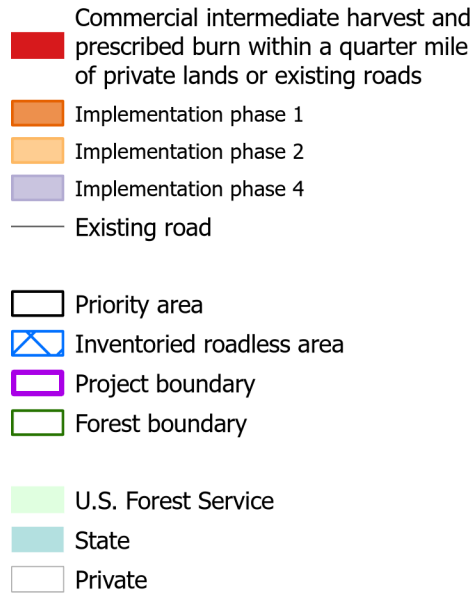 Commercial intermediate harvest and
prescribed burn within a quarter mile
of private lands or existing roads
Implementation phase 1
Implementation phase 2
Implementation phase 4
Existing road
Priority area
Inventoried roadless area
Project boundary
Forest boundary
U.S. Forest Service
State
Private